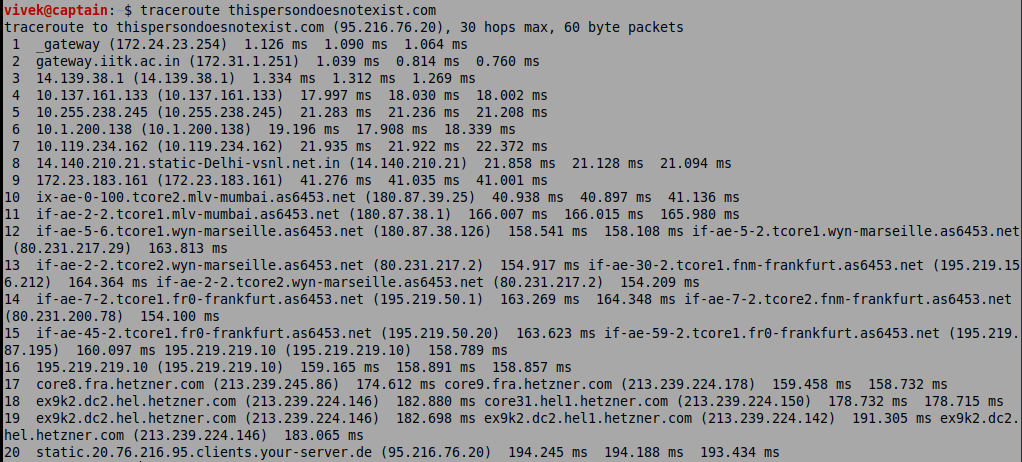 vivek@captain:~$ traceroute thispersondoesnotexist.com
traceroute to thispersondoesnotexist.com (95.216.76.20), 30 hops max, 60 byte packets
 1  _gateway (172.24.23.254)  1.126 ms  1.090 ms  1.064 ms
 2  gateway.iitk.ac.in (172.31.1.251)  1.039 ms  0.814 ms  0.760 ms
 3  14.139.38.1 (14.139.38.1)  1.334 ms  1.312 ms  1.269 ms
 4  10.137.161.133 (10.137.161.133)  17.997 ms  18.030 ms  18.002 ms
 5  10.255.238.245 (10.255.238.245)  21.283 ms  21.236 ms  21.208 ms
 6  10.1.200.138 (10.1.200.138)  19.196 ms  17.908 ms  18.339 ms
 7  10.119.234.162 (10.119.234.162)  21.935 ms  21.922 ms  22.372 ms
 8  14.140.210.21.static-Delhi-vsnl.net.in (14.140.210.21)  21.858 ms  21.128 ms  21.094 ms
 9  172.23.183.161 (172.23.183.161)  41.276 ms  41.035 ms  41.001 ms
10  ix-ae-0-100.tcore2.mlv-mumbai.as6453.net (180.87.39.25)  40.938 ms  40.897 ms  41.136 ms
11  if-ae-2-2.tcore1.mlv-mumbai.as6453.net (180.87.38.1)  166.007 ms  166.015 ms  165.980 ms
12  if-ae-5-6.tcore1.wyn-marseille.as6453.net (180.87.38.126)  158.541 ms  158.108 ms if-ae-5-2.tcore1.wyn-marseille.as6453.net
 (80.231.217.29)  163.813 ms
13  if-ae-2-2.tcore2.wyn-marseille.as6453.net (80.231.217.2)  154.917 ms if-ae-30-2.tcore1.fnm-frankfurt.as6453.net (195.219.15
6.212)  164.364 ms if-ae-2-2.tcore2.wyn-marseille.as6453.net (80.231.217.2)  154.209 ms
14  if-ae-7-2.tcore1.fr0-frankfurt.as6453.net (195.219.50.1)  163.269 ms  164.348 ms if-ae-7-2.tcore2.fnm-frankfurt.as6453.net
(80.231.200.78)  154.100 ms
15  if-ae-45-2.tcore1.fr0-frankfurt.as6453.net (195.219.50.20)  163.623 ms if-ae-59-2.tcore1.fr0-frankfurt.as6453.net (195.219.
87.195)  160.097 ms 195.219.219.10 (195.219.219.10)  158.789 ms
16  195.219.219.10 (195.219.219.10)  159.165 ms  158.891 ms  158.857 ms
17  core8.fra.hetzner.com (213.239.245.86)  174.612 ms core9.fra.hetzner.com (213.239.224.178)  159.458 ms  158.732 ms
18  ex9k2.dc2.hel.hetzner.com (213.239.224.146)  182.880 ms core31.hel1.hetzner.com (213.239.224.150)  178.732 ms  178.715 ms
19  ex9k2.dc2.hel.hetzner.com (213.239.224.146)  182.698 ms ex9k2.dc2.hel1.hetzner.com (213.239.224.142)  191.305 ms ex9k2.dc2.
hel.hetzner.com (213.239.224.146)  183.065 ms
20  static.20.76.216.95.clients.your-server.de (95.216.76.20)  194.245 ms  194.188 ms  193.434 ms